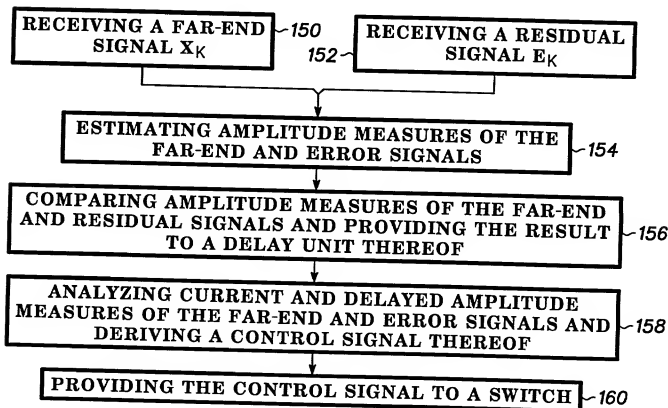 RECEIVING A FAR-END
SIGNAL XK
150
152
RECEIVING A RESIDUAL
SIGNAL EK
ESTIMATING AMPLITUDE MEASURES OF THE
FAR-END AND ERROR SIGNALS
154
COMPARING AMPLITUDE MEASURES OF THE FAR-END
AND RESIDUAL SIGNALS AND PROVIDING THE RESULT
TO A DELAY UNIT THEREOF
156
ANALYZING CURRENT AND DELAYED AMPLITUDE
MEASURES OF THE FAR-END AND ERROR SIGNALS AND
DERIVING A CONTROL SIGNAL THEREOF
158
PROVIDING THE CONTROL SIGNAL TO A SWITCH
160